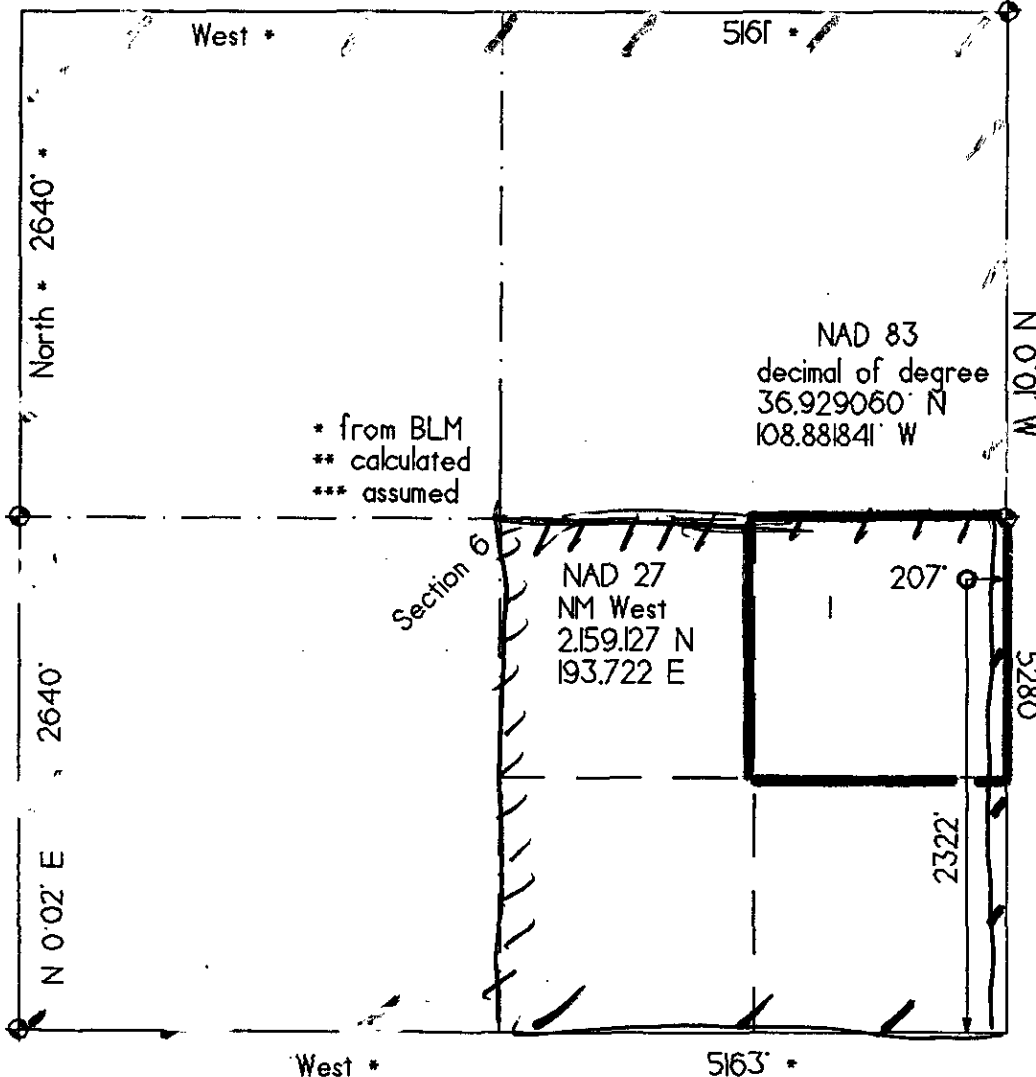 West *
5161' *
North * 2640' *
NAD 83
decimal of degree
36.929060° N
108.881841° W
N 0°01' W
* from BLM
** calculated
*** assumed
Section 6
NAD 27
NM West
2,159,127 N
193,722 E
207'
1
5280
2640'
2322'
N 0°02' E
West *
5163' *